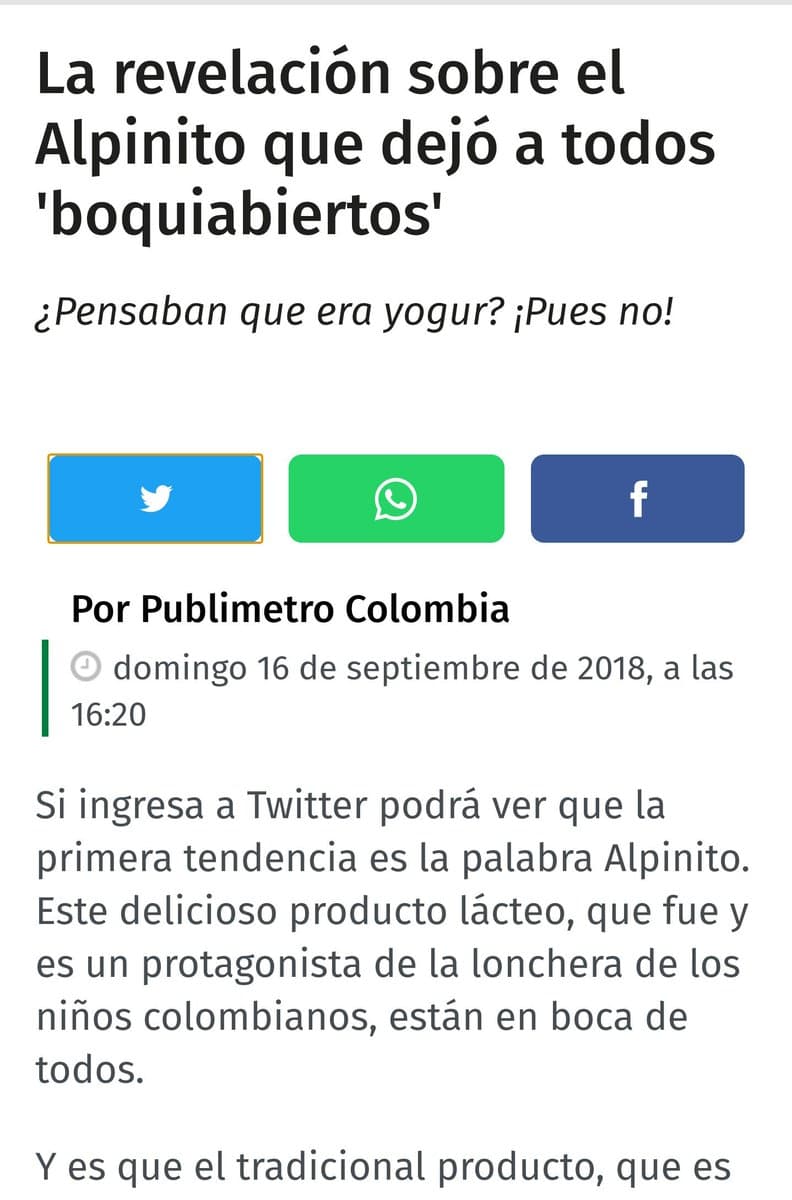 La revelación sobre el
Alpinito que dejó a todos
'boquiabiertos'
¿Pensaban que era yogur? ¡Pues no!
f
Por Publimetro Colombia
domingo 16 de septiembre de 2018, a las
16:20
Si ingresa a Twitter podrá ver que la
primera tendencia es la palabra Alpinito.
Este delicioso producto lácteo, que fue y
es un protagonista de la lonchera de los
niños colombianos, están en boca de
todos.
Y es que el tradicional producto, que es